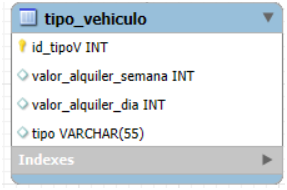 tipo_vehiculo
id_tipoV INT
valor_alquiler_semana INT
valor_alquiler_dia INT
tipo VARCHAR(55)
Indexes